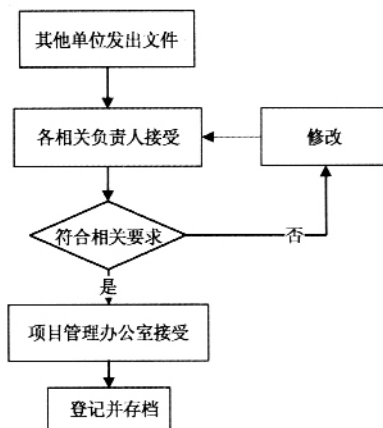 其他单位发出文件
各相关负责人接受
修改
符合相关要求
否
是
项目管理办公室接受
登记并存档